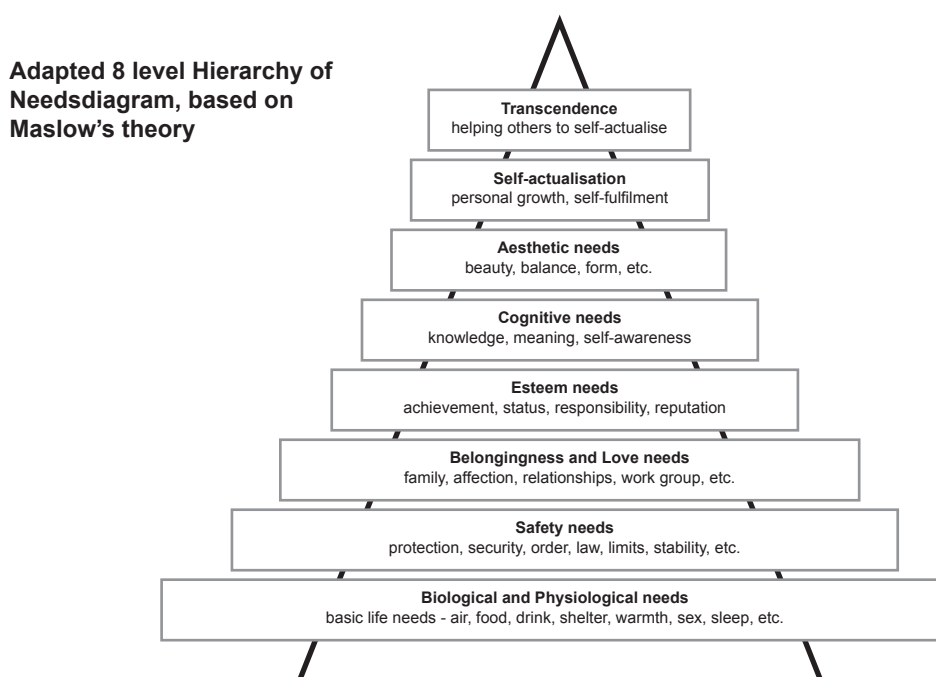 Adapted 8 level Hierarchy of
Needsdiagram, based on
Maslow's theory
Transcendence
helping others to self-actualise
Self-actualisation
personal growth, self-fulfilment
Aesthetic needs
beauty, balance, form, etc.
Cognitive needs
knowledge, meaning, self-awareness
Esteem needs
achievement, status, responsibility, reputation
Belongingness and Love needs
family, affection, relationships, work group, etc.
Safety needs
protection, security, order, law, limits, stability, etc.
Biological and Physiological needs
basic life needs - air, food, drink, shelter, warmth, sex, sleep, etc.